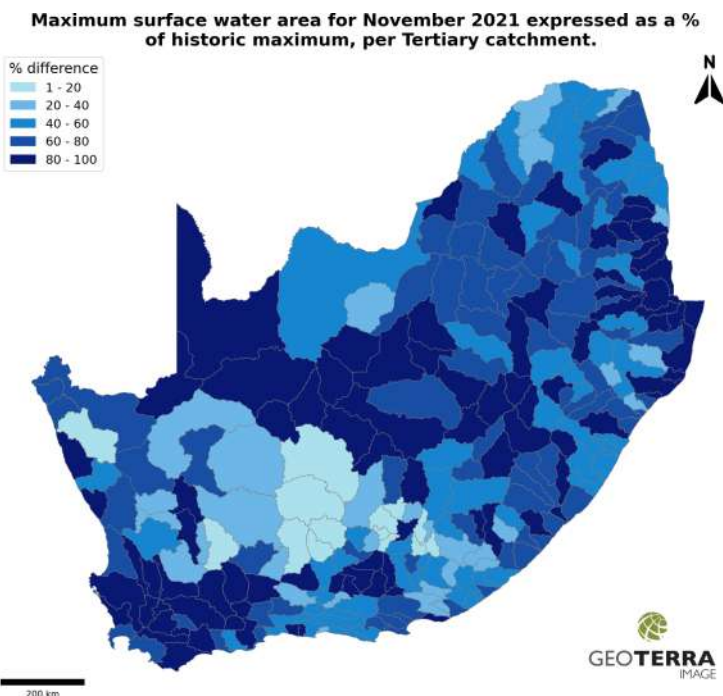 Maximum surface water area for November 2021 expressed as a %
of historic maximum, per Tertiary catchment.
% difference
1 - 20
20 - 40
40 - 60
60 - 80
80 - 100
N
GEOTERRA
IMAGE
200 km